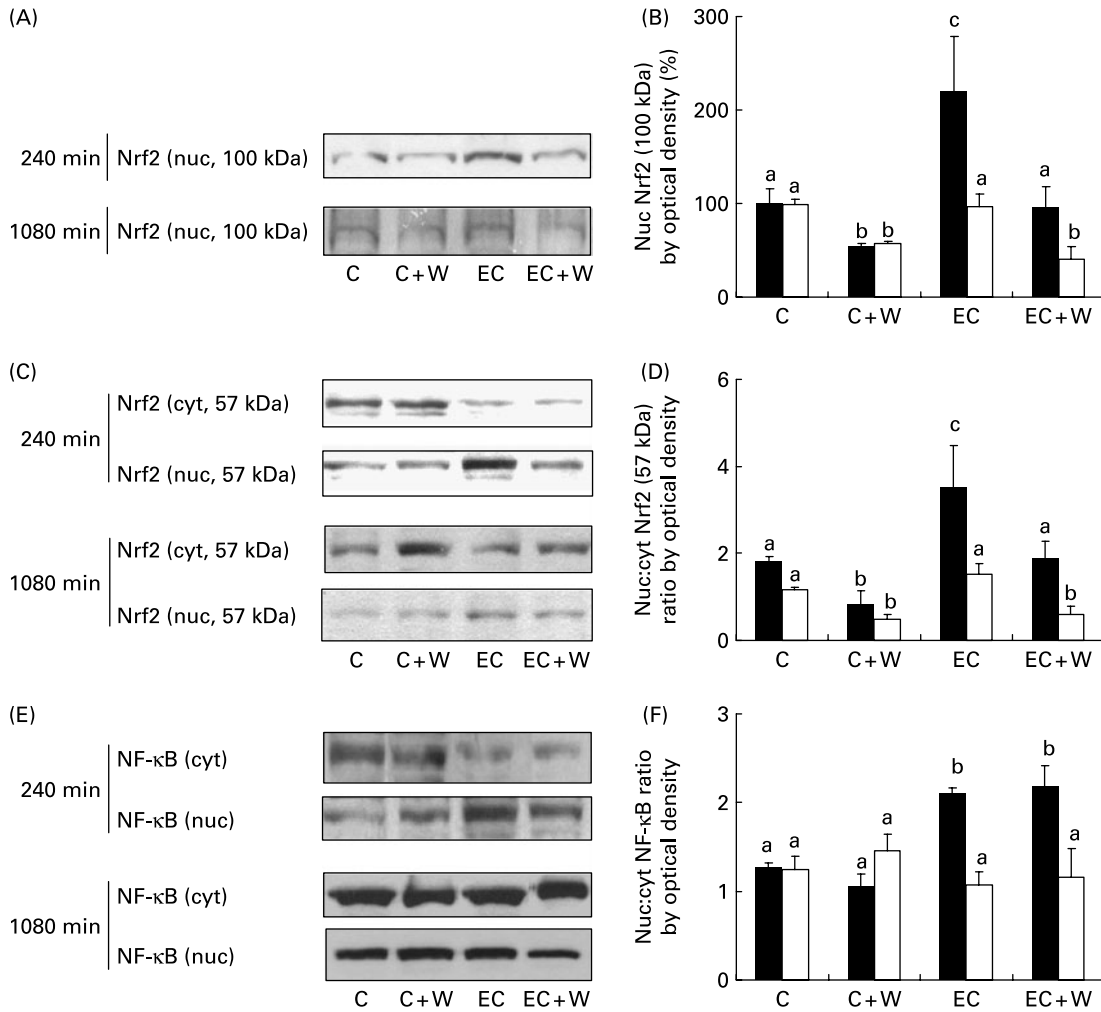 (A)
240 min
Nrf2 (nuc, 100 kDa)
1080 min
Nrf2 (nuc, 100 kDa)
C C+W EC EC+W
(B)
Nuc Nrf2 (100 kDa)
by optical density (%)
300
200
100
0
a a b b c a a b
C C+W EC EC+W
(C)
240 min
Nrf2 (cyt, 57 kDa)
Nrf2 (nuc, 57 kDa)
1080 min
Nrf2 (cyt, 57 kDa)
Nrf2 (nuc, 57 kDa)
C C+W EC EC+W
(D)
Nuc:cyt Nrf2 (57 kDa)
ratio by optical density
6
4
2
0
a a b b c a a b
C C+W EC EC+W
(E)
240 min
NF-κB (cyt)
NF-κB (nuc)
1080 min
NF-κB (cyt)
NF-κB (nuc)
C C+W EC EC+W
(F)
Nuc:cyt NF-κB ratio
by optical density
3
2
1
0
a a a a b a b a
C C+W EC EC+W